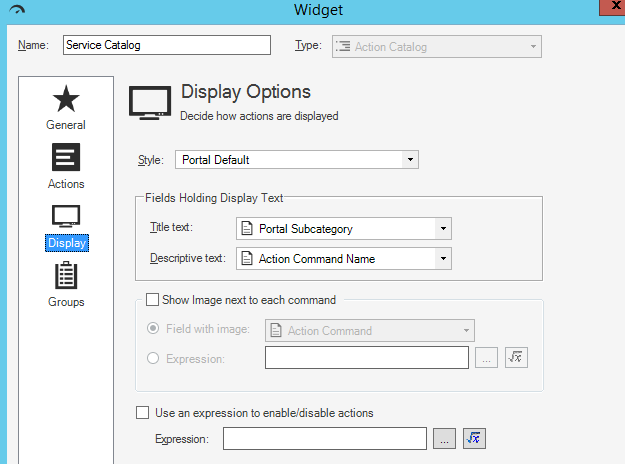 Widget
x
Name: Service Catalog Type: Action Catalog
General
Actions
Display
Groups
Display Options
Decide how actions are displayed
Style: Portal Default
Fields Holding Display Text
Title text: Portal Subcategory
Descriptive text: Action Command Name
Show Image next to each command
Field with image: Action Command
Expression: ... √x
Use an expression to enable/disable actions
Expression: ... √x